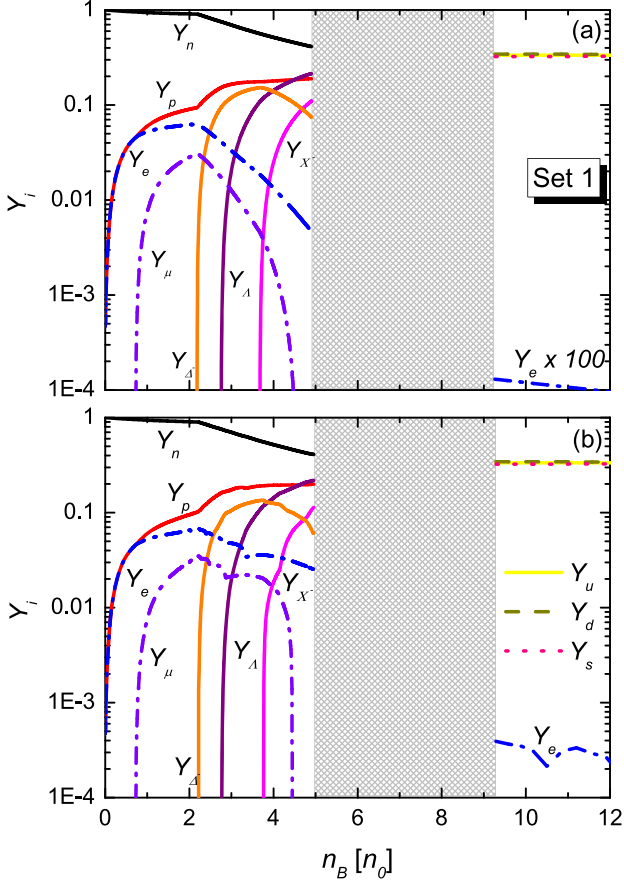 1
(a)
Y_n
0.1
Y_p
Y_e
Y_X^-
Y_i
Set 1
0.01
Y_μ
Y_Λ
1E-3
Y_Δ^-
Y_e x 100
1E-4
1
(b)
Y_n
Y_p
0.1
Y_e
Y_X^-
Y_u
Y_d
Y_i
0.01
Y_μ
Y_Λ
Y_s
1E-3
Y_Δ^-
Y_e
1E-4
0 2 4 6 8 10 12
n_B [n_0]